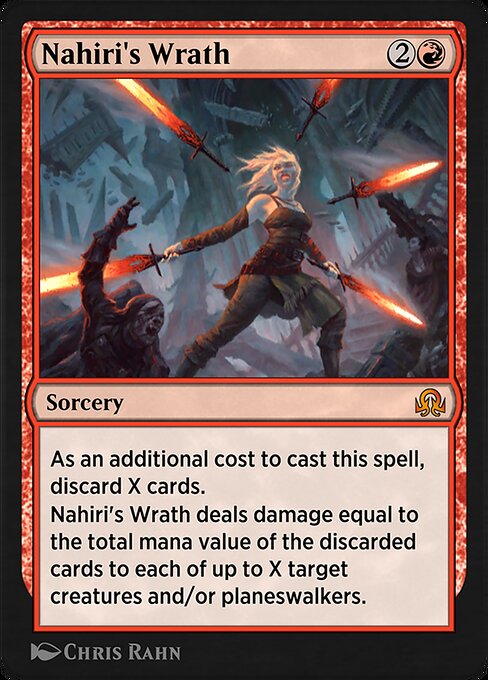 Nahiri's Wrath 2
Sorcery
As an additional cost to cast this spell,
discard X cards.
Nahiri's Wrath deals damage equal to
the total mana value of the discarded
cards to each of up to X target
creatures and/or planeswalkers.
Chris Rahn